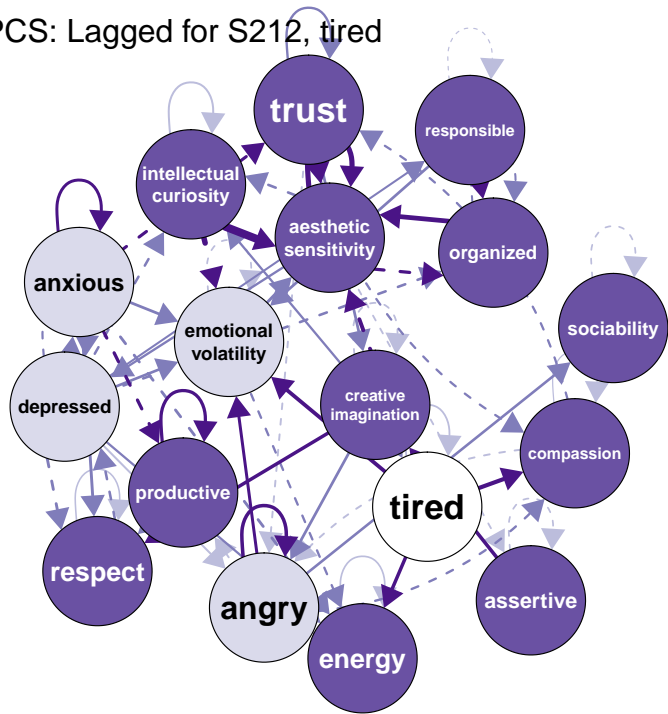 PCS: Lagged for S212, tired
trust
responsible
intellectual
curiosity
aesthetic
sensitivity
organized
anxious
emotional
volatility
sociability
depressed
creative
imagination
compassion
productive
tired
respect
angry
assertive
energy